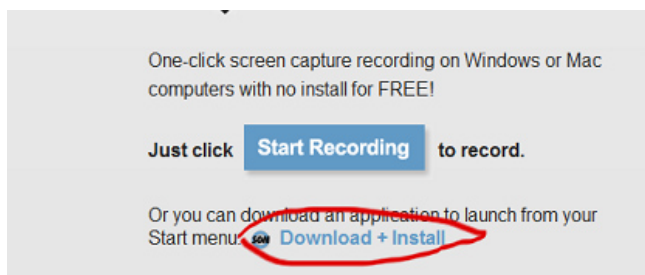 One-click screen capture recording on Windows or Mac
computers with no install for FREE!
Just click Start Recording to record.
Or you can download an application to launch from your
Start menu: SOM Download + Install